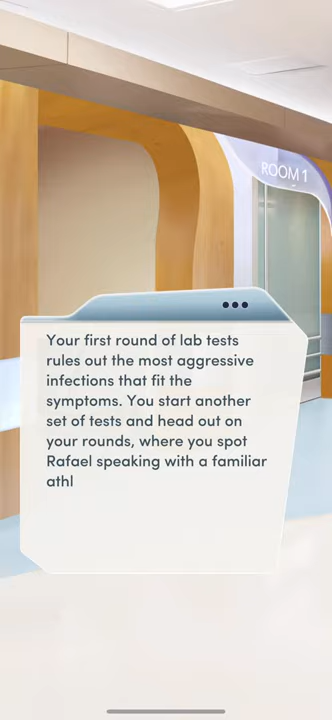 ROOM 1
Your first round of lab tests
rules out the most aggressive
infections that fit the
symptoms. You start another
set of tests and head out on
your rounds, where you spot
Rafael speaking with a familiar
athl